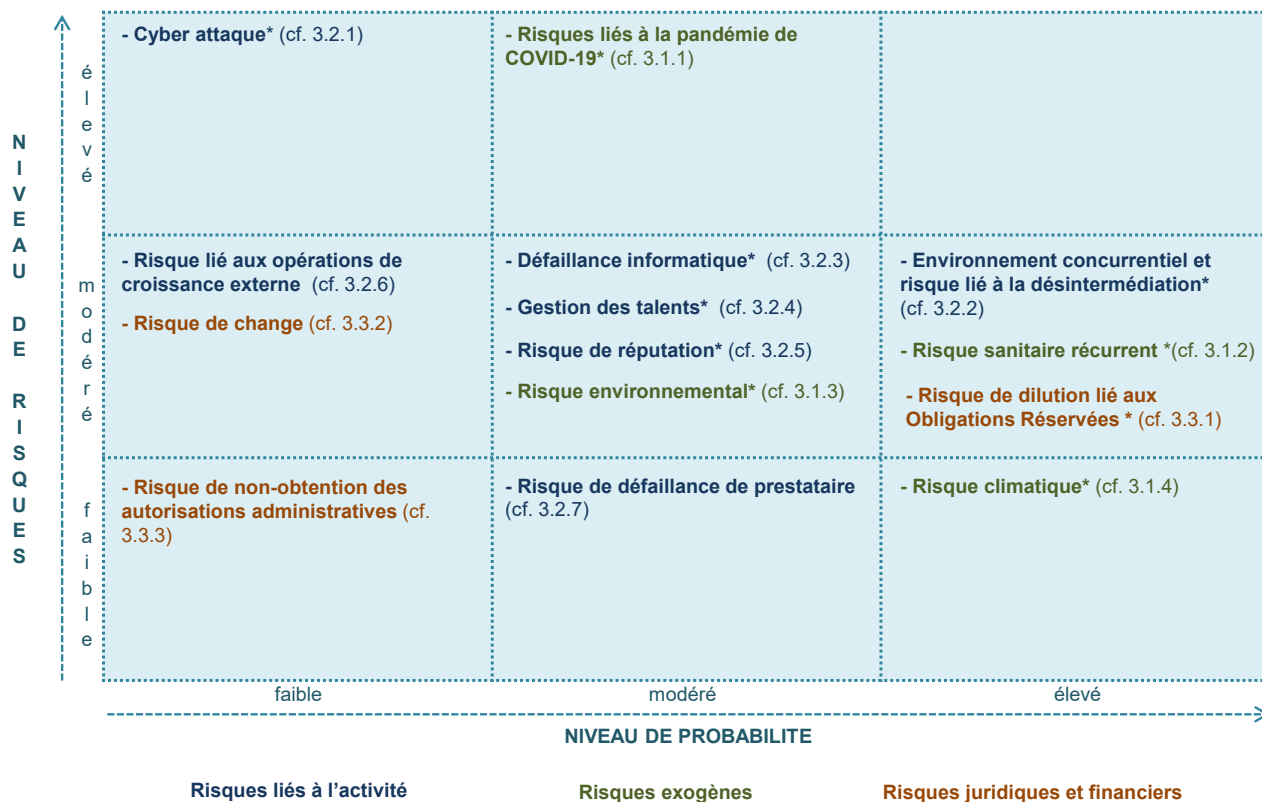 NIVEAU DE RISQUES
élevé
- Cyber attaque* (cf. 3.2.1)
- Risques liés à la pandémie de
COVID-19* (cf. 3.1.1)
modéré
- Risque lié aux opérations de
croissance externe (cf. 3.2.6)
- Risque de change (cf. 3.3.2)
- Défaillance informatique* (cf. 3.2.3)
- Gestion des talents* (cf. 3.2.4)
- Risque de réputation* (cf. 3.2.5)
- Risque environnemental* (cf. 3.1.3)
- Environnement concurrentiel et
risque lié à la désintermédiation*
(cf. 3.2.2)
- Risque sanitaire récurrent *(cf. 3.1.2)
- Risque de dilution lié aux
Obligations Réservées * (cf. 3.3.1)
faible
- Risque de non-obtention des
autorisations administratives (cf.
3.3.3)
- Risque de défaillance de prestataire
(cf. 3.2.7)
- Risque climatique* (cf. 3.1.4)
faible
modéré
élevé
NIVEAU DE PROBABILITE
Risques liés à l'activité
Risques exogènes
Risques juridiques et financiers